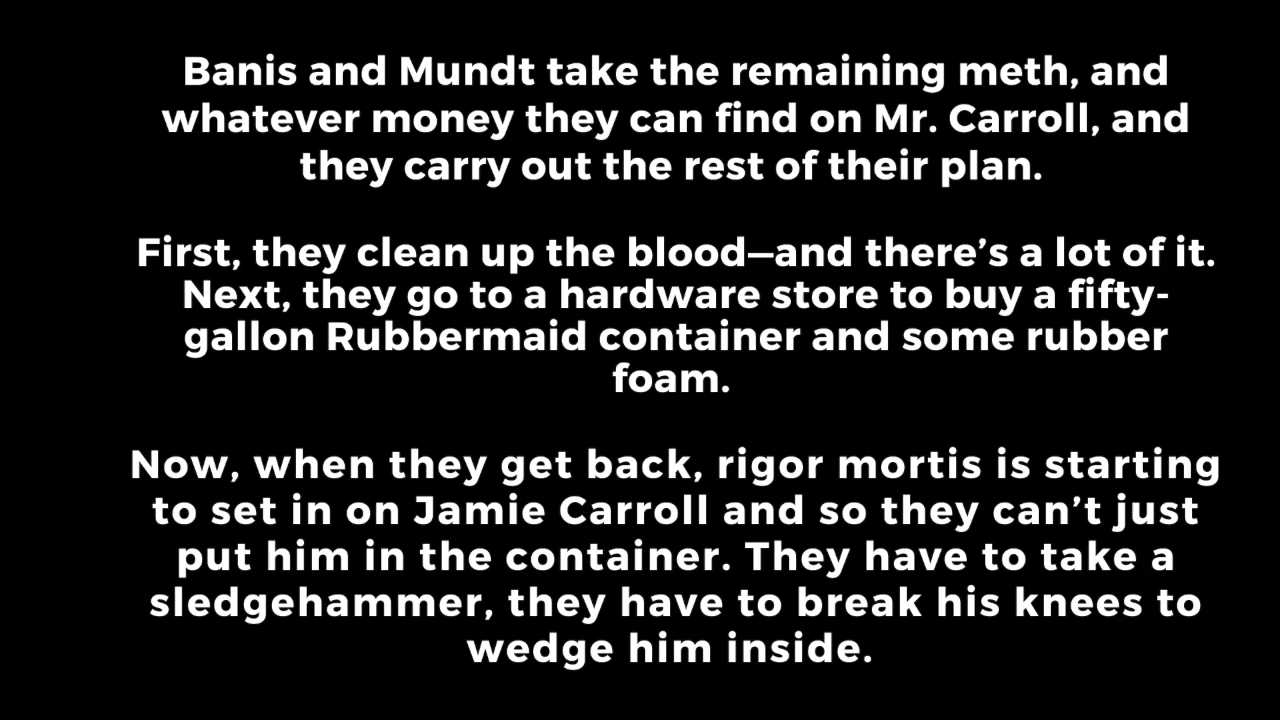 Banis and Mundt take the remaining meth, and
whatever money they can find on Mr. Carroll, and
they carry out the rest of their plan.
First, they clean up the blood—and there’s a lot of it.
Next, they go to a hardware store to buy a fifty-
gallon Rubbermaid container and some rubber
foam.
Now, when they get back, rigor mortis is starting
to set in on Jamie Carroll and so they can’t just
put him in the container. They have to take a
sledgehammer, they have to break his knees to
wedge him inside.